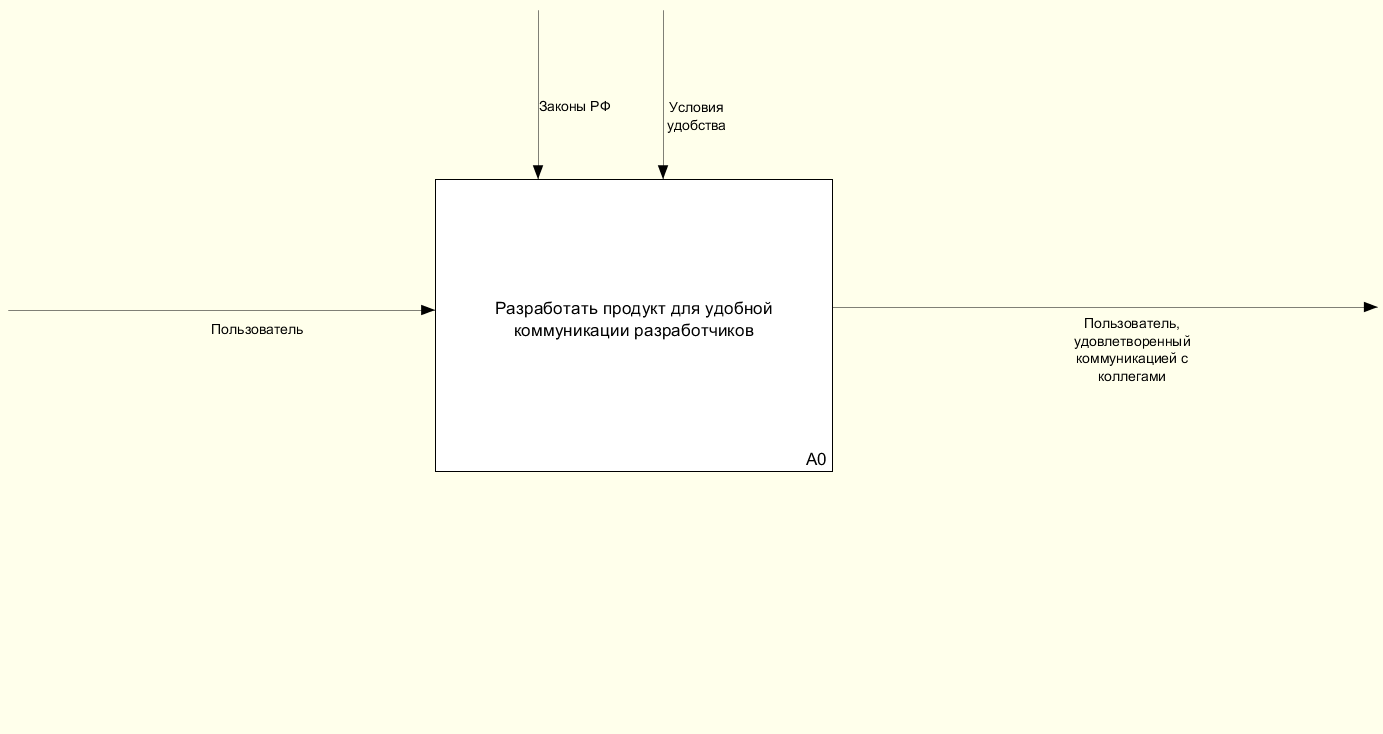 Законы РФ
Условия
удобства
Разработать продукт для удобной
коммуникации разработчиков
Пользователь
Пользователь,
удовлетворенный
коммуникацией с
коллегами
A0